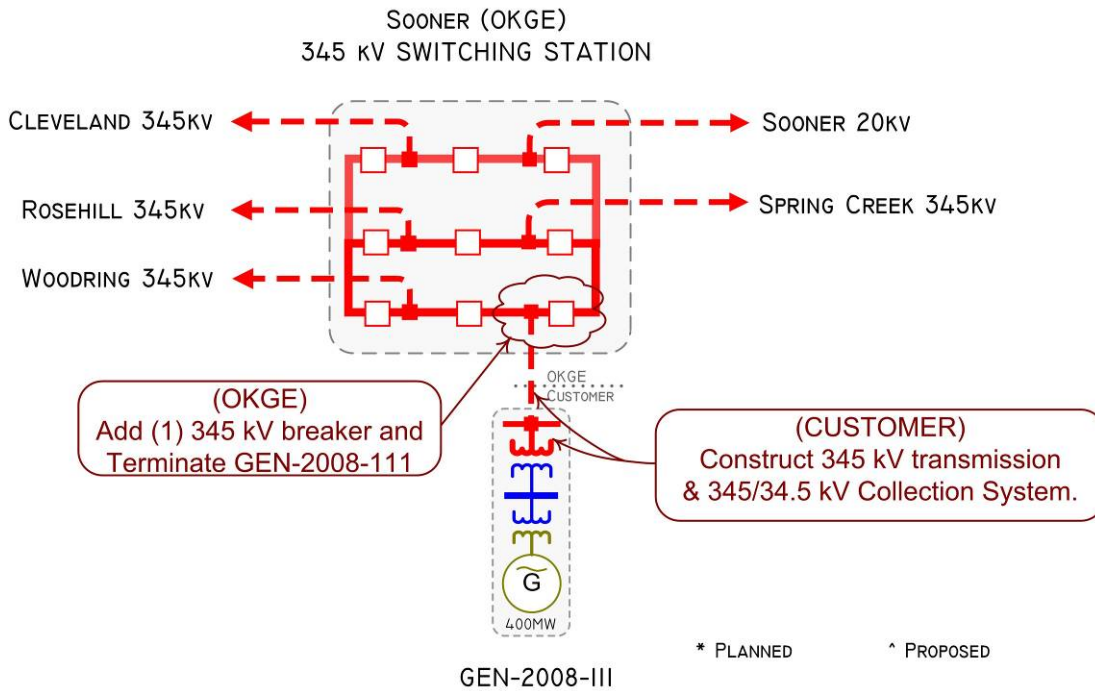 SOONER (OKGE)
345 KV SWITCHING STATION
CLEVELAND 345KV
SOONER 20KV
ROSEHILL 345KV
SPRING CREEK 345KV
WOODRING 345KV
OKGE
CUSTOMER
(OKGE)
Add (1) 345 kV breaker and
Terminate GEN-2008-111
(CUSTOMER)
Construct 345 kV transmission
& 345/34.5 kV Collection System.
G
400MW
* PLANNED
^ PROPOSED
GEN-2008-III